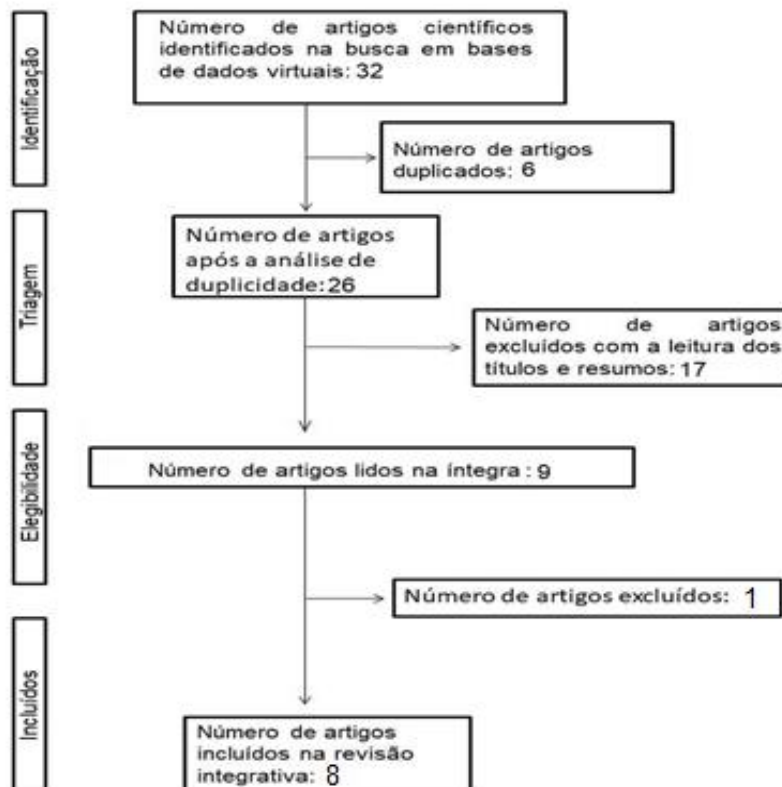 Identificação
Número de artigos científicos
identificados na busca em bases
de dados virtuais: 32
Número de artigos
duplicados: 6
Triagem
Número de artigos
após a análise de
duplicidade: 26
Número de artigos
excluídos com a leitura dos
títulos e resumos: 17
Elegibilidade
Número de artigos lidos na íntegra : 9
Número de artigos excluídos: 1
Incluídos
Número de artigos
incluídos na revisão
integrativa: 8